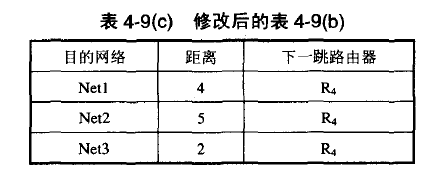 表 4-9(c) 修改后的表 4-9(b)
目的网络 距离 下一跳路由器
Net1 4 R₄
Net2 5 R₄
Net3 2 R₄